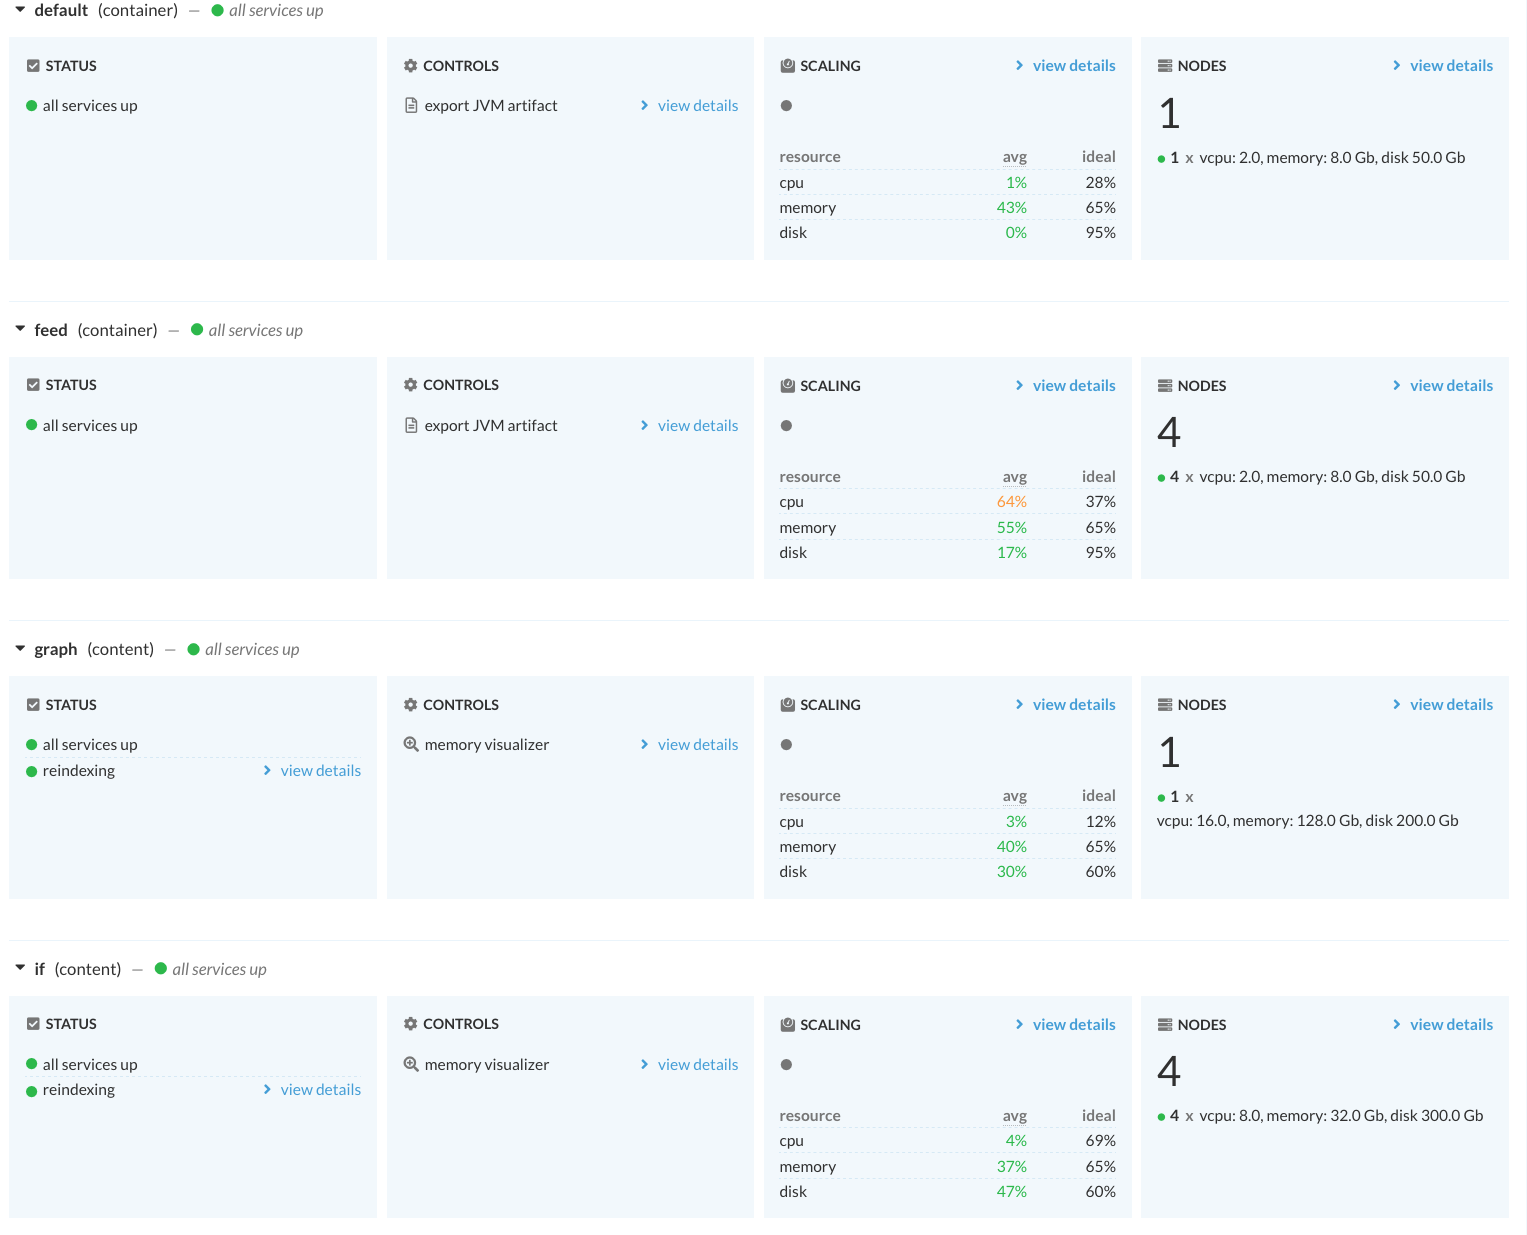 default (container) — all services up
STATUS
all services up
CONTROLS
export JVM artifact view details
SCALING view details
resource avg ideal
cpu 1% 28%
memory 43% 65%
disk 0% 95%
NODES view details
1
1 x vcpu: 2.0, memory: 8.0 Gb, disk 50.0 Gb
feed (container) — all services up
STATUS
all services up
CONTROLS
export JVM artifact view details
SCALING view details
resource avg ideal
cpu 64% 37%
memory 55% 65%
disk 17% 95%
NODES view details
4
4 x vcpu: 2.0, memory: 8.0 Gb, disk 50.0 Gb
graph (content) — all services up
STATUS
all services up
reindexing view details
CONTROLS
memory visualizer view details
SCALING view details
resource avg ideal
cpu 3% 12%
memory 40% 65%
disk 30% 60%
NODES view details
1
1 x
vcpu: 16.0, memory: 128.0 Gb, disk 200.0 Gb
if (content) — all services up
STATUS
all services up
reindexing view details
CONTROLS
memory visualizer view details
SCALING view details
resource avg ideal
cpu 4% 69%
memory 37% 65%
disk 47% 60%
NODES view details
4
4 x vcpu: 8.0, memory: 32.0 Gb, disk 300.0 Gb